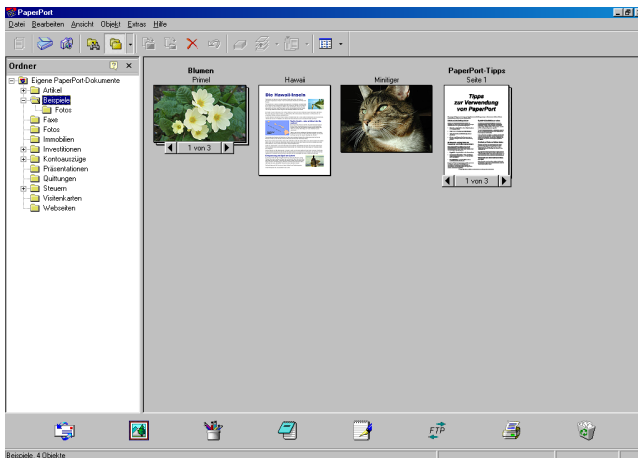 PaperPort
Datei Bearbeiten Ansicht Objekt Extras Hilfe
Ordner
Eigene PaperPort-Dokumente
Artikel
Beispiele
Fotos
Faxe
Fotos
Immobilien
Investitionen
Kontoauszüge
Präsentationen
Quittungen
Steuern
Visitenkarten
Webseiten
Blumen
Primel
1 von 3
Hawaii
Die Hawaii-Inseln
Minitiger
PaperPort-Tipps
Seite 1
Tipps
zur Verwendung
von PaperPort
1 von 3
FTP
Beispiele, 4 Objekte